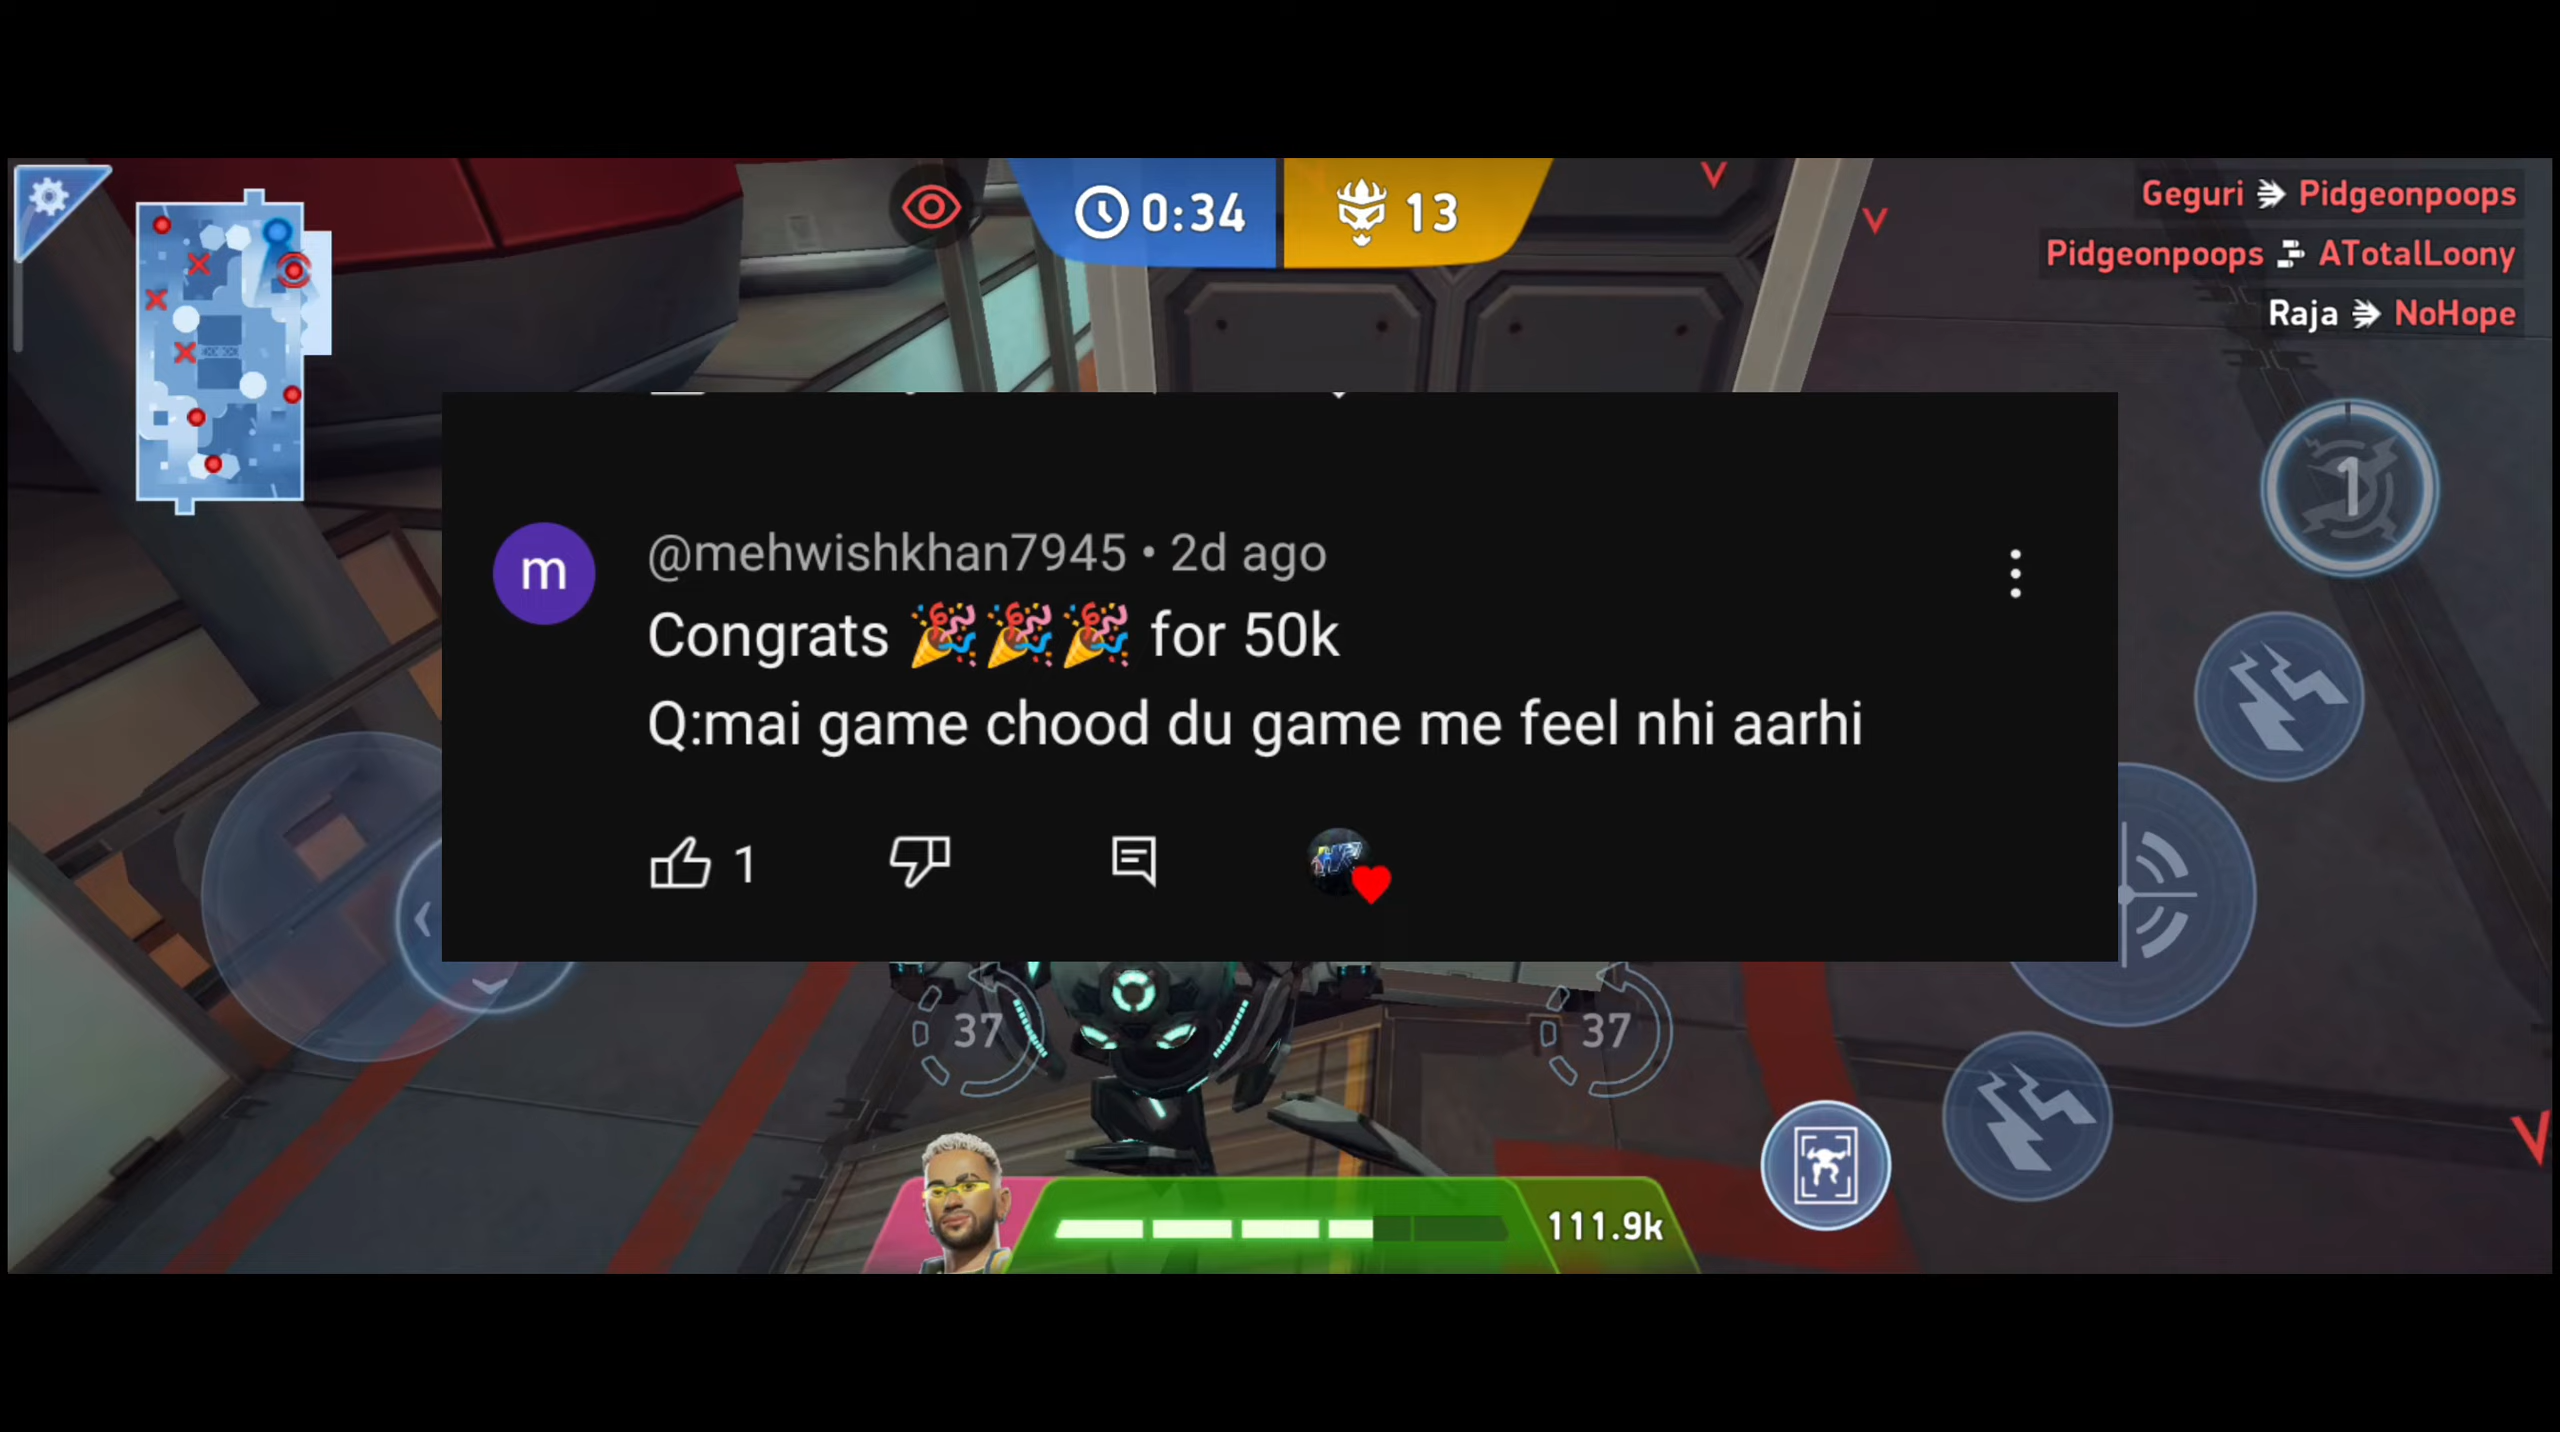 0:34
13
Geguri Pidgeonpoops
Pidgeonpoops ATotalLoony
Raja NoHope
1
m
@mehwishkhan7945 • 2d ago
Congrats 🎉🎉🎉 for 50k
Q:mai game chood du game me feel nhi aarhi
1
37
37
111.9k